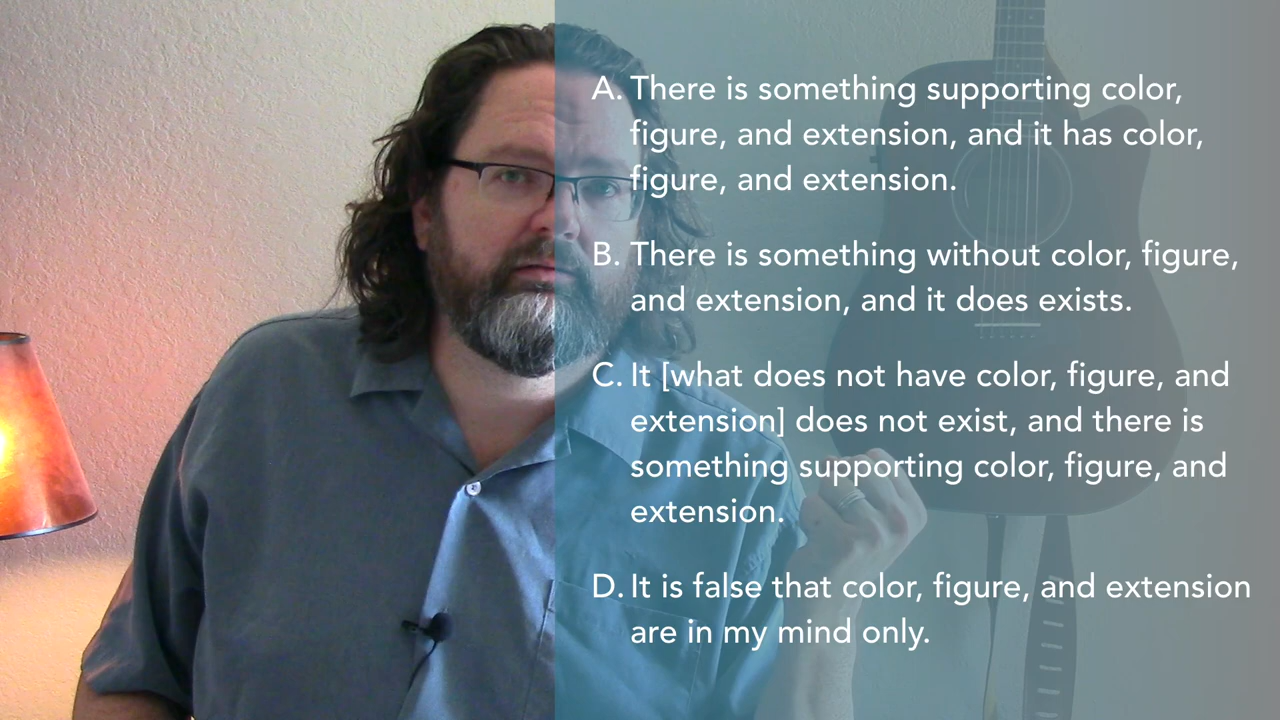 A. There is something supporting color,
figure, and extension, and it has color,
figure, and extension.
B. There is something without color, figure,
and extension, and it does exists.
C. It [what does not have color, figure, and
extension] does not exist, and there is
something supporting color, figure, and
extension.
D. It is false that color, figure, and extension
are in my mind only.